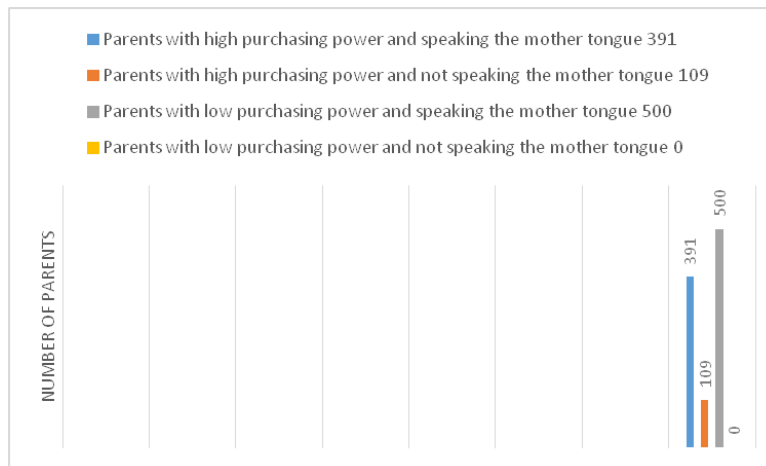 Parents with high purchasing power and speaking the mother tongue 391
Parents with high purchasing power and not speaking the mother tongue 109
Parents with low purchasing power and speaking the mother tongue 500
Parents with low purchasing power and not speaking the mother tongue 0
NUMBER OF PARENTS
391
109
500
0